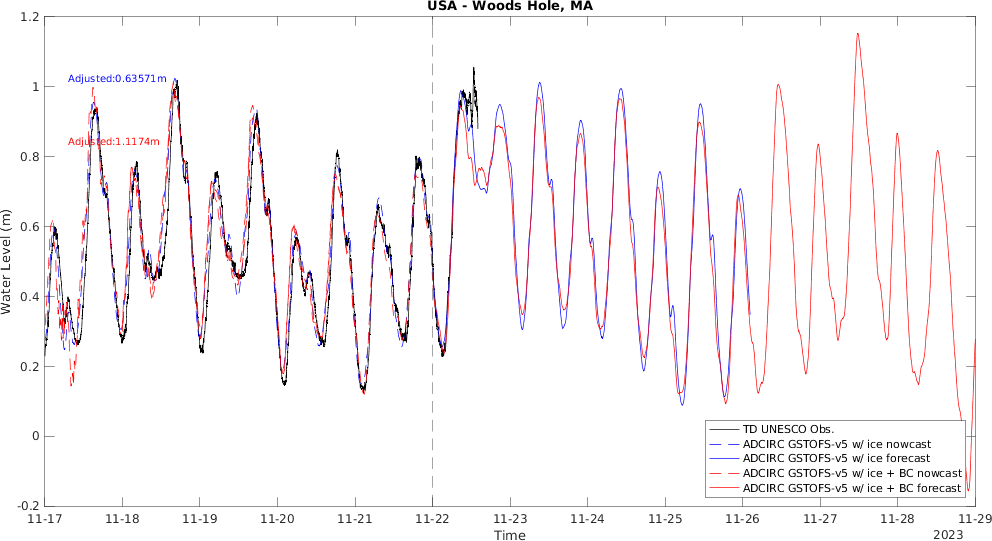 USA - Woods Hole, MA
1.2
1
0.8
0.6
0.4
0.2
0
-0.2
Water Level (m)
Adjusted:0.63571m
Adjusted:1.1174m
TD UNESCO Obs.
ADCIRC GSTOFS-v5 w/ ice nowcast
ADCIRC GSTOFS-v5 w/ ice forecast
ADCIRC GSTOFS-v5 w/ ice + BC nowcast
ADCIRC GSTOFS-v5 w/ ice + BC forecast
11-17 11-18 11-19 11-20 11-21 11-22 11-23 11-24 11-25 11-26 11-27 11-28 11-29
Time
2023